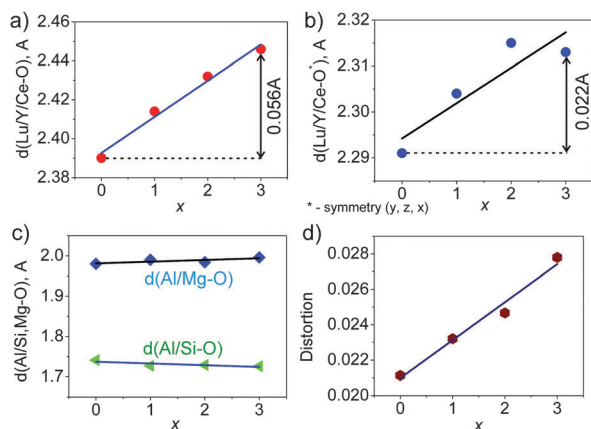 a)
d(Lu/Y/Ce-O), A
2.46
2.44
2.42
2.40
2.38
0.056A
0 1 2 3
x
b)
d(Lu/Y/Ce-O*), A
2.32
2.31
2.30
2.29
2.28
0.022A
0 1 2 3
x
* - symmetry (y, z, x)
c)
d(Al/Si,Mg-O), A
2.0
1.9
1.8
1.7
d(Al/Mg-O)
d(Al/Si-O)
0 1 2 3
x
d)
Distortion
0.028
0.026
0.024
0.022
0.020
0 1 2 3
x